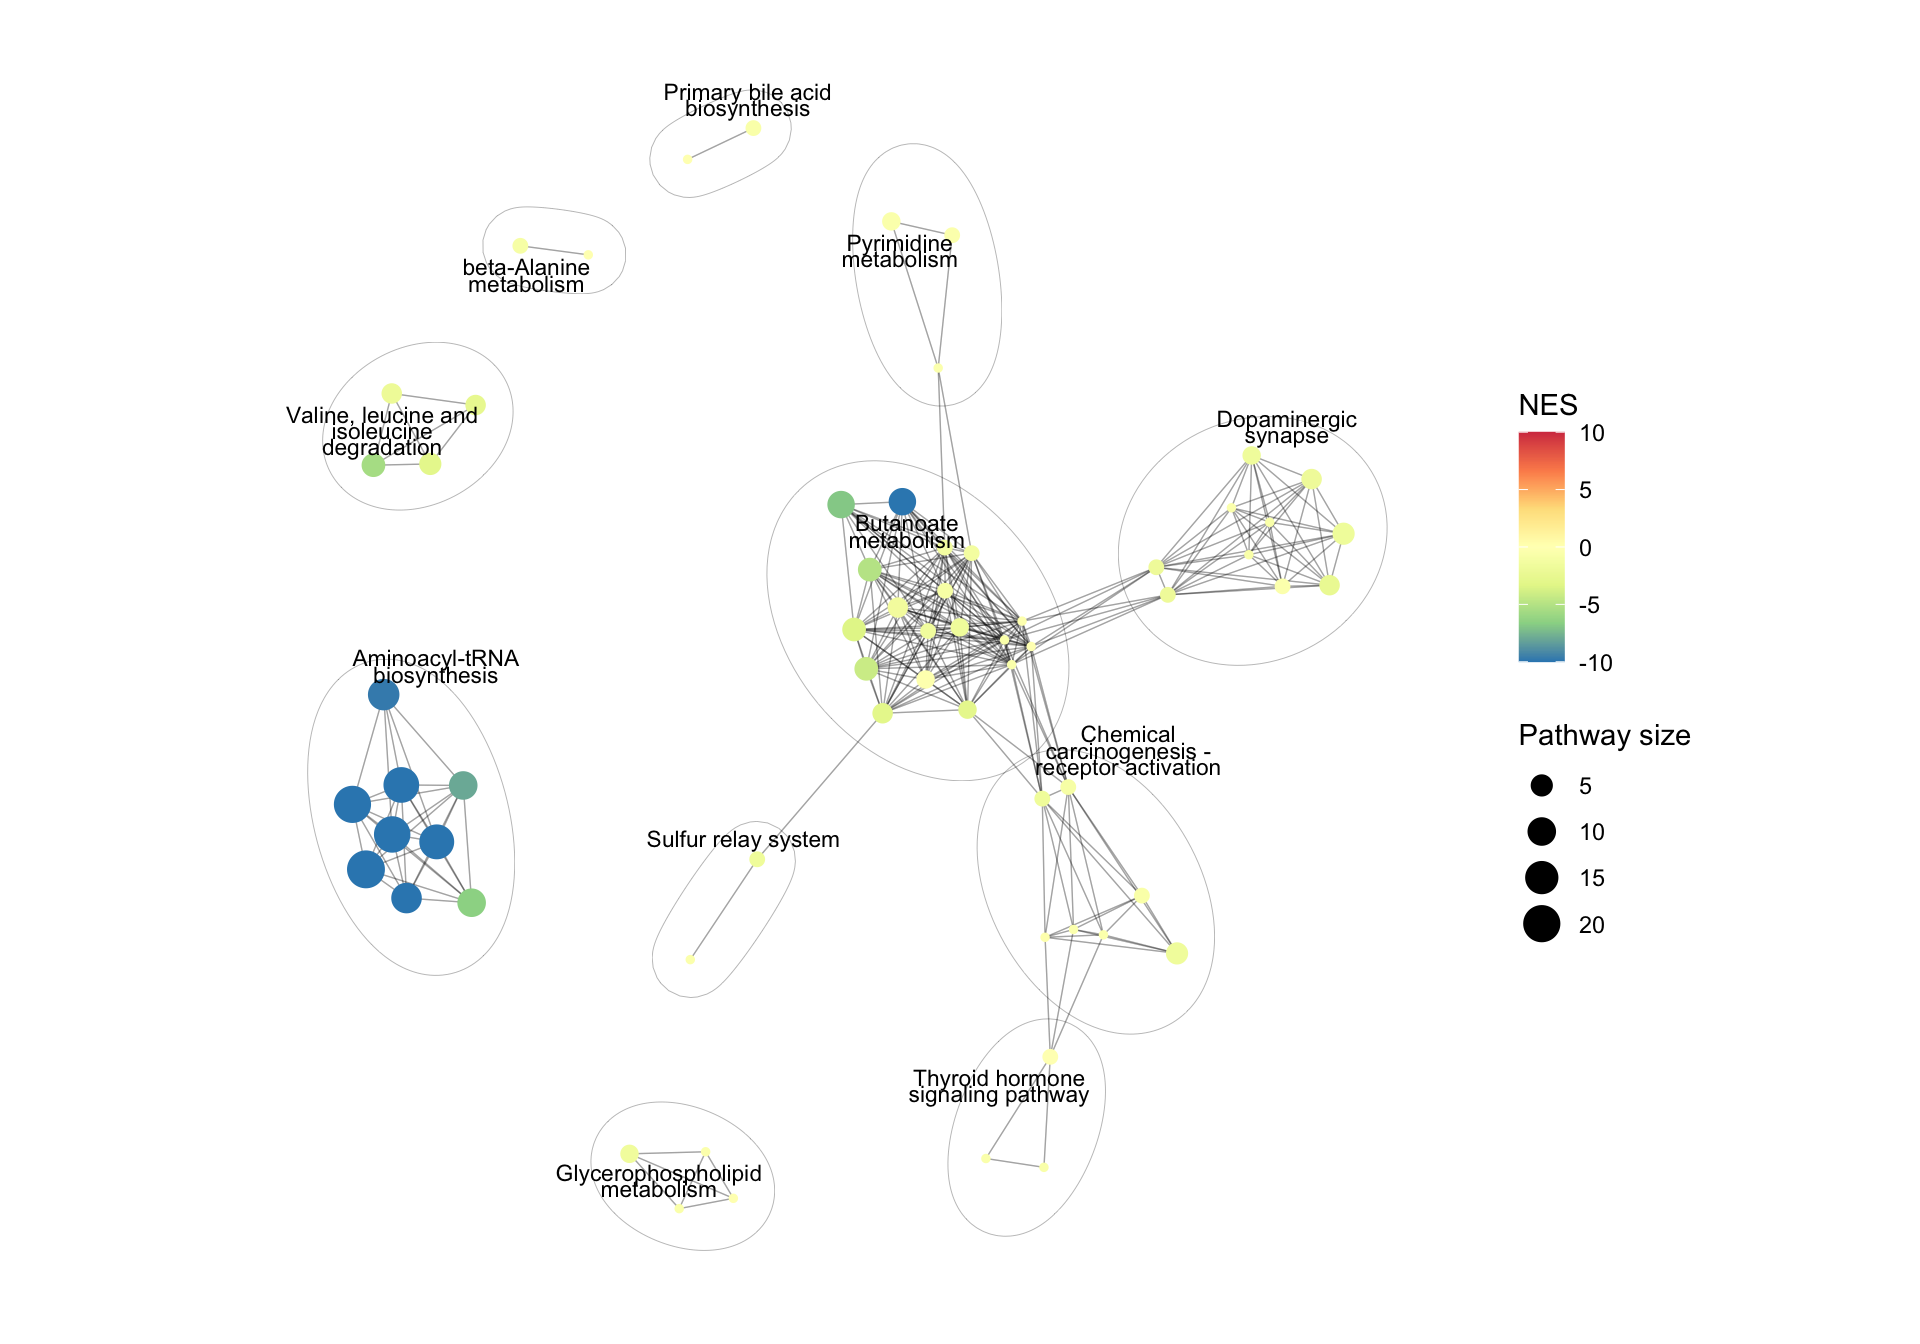 Primary bile acid
biosynthesis
Pyrimidine
metabolism
beta-Alanine
metabolism
Valine, leucine and
isoleucine
degradation
Dopaminergic
synapse
Butanoate
metabolism
Aminoacyl-tRNA
biosynthesis
Chemical
carcinogenesis -
receptor activation
Sulfur relay system
Thyroid hormone
signaling pathway
Glycerophospholipid
metabolism
NES
10
5
0
-5
-10
Pathway size
5
10
15
20